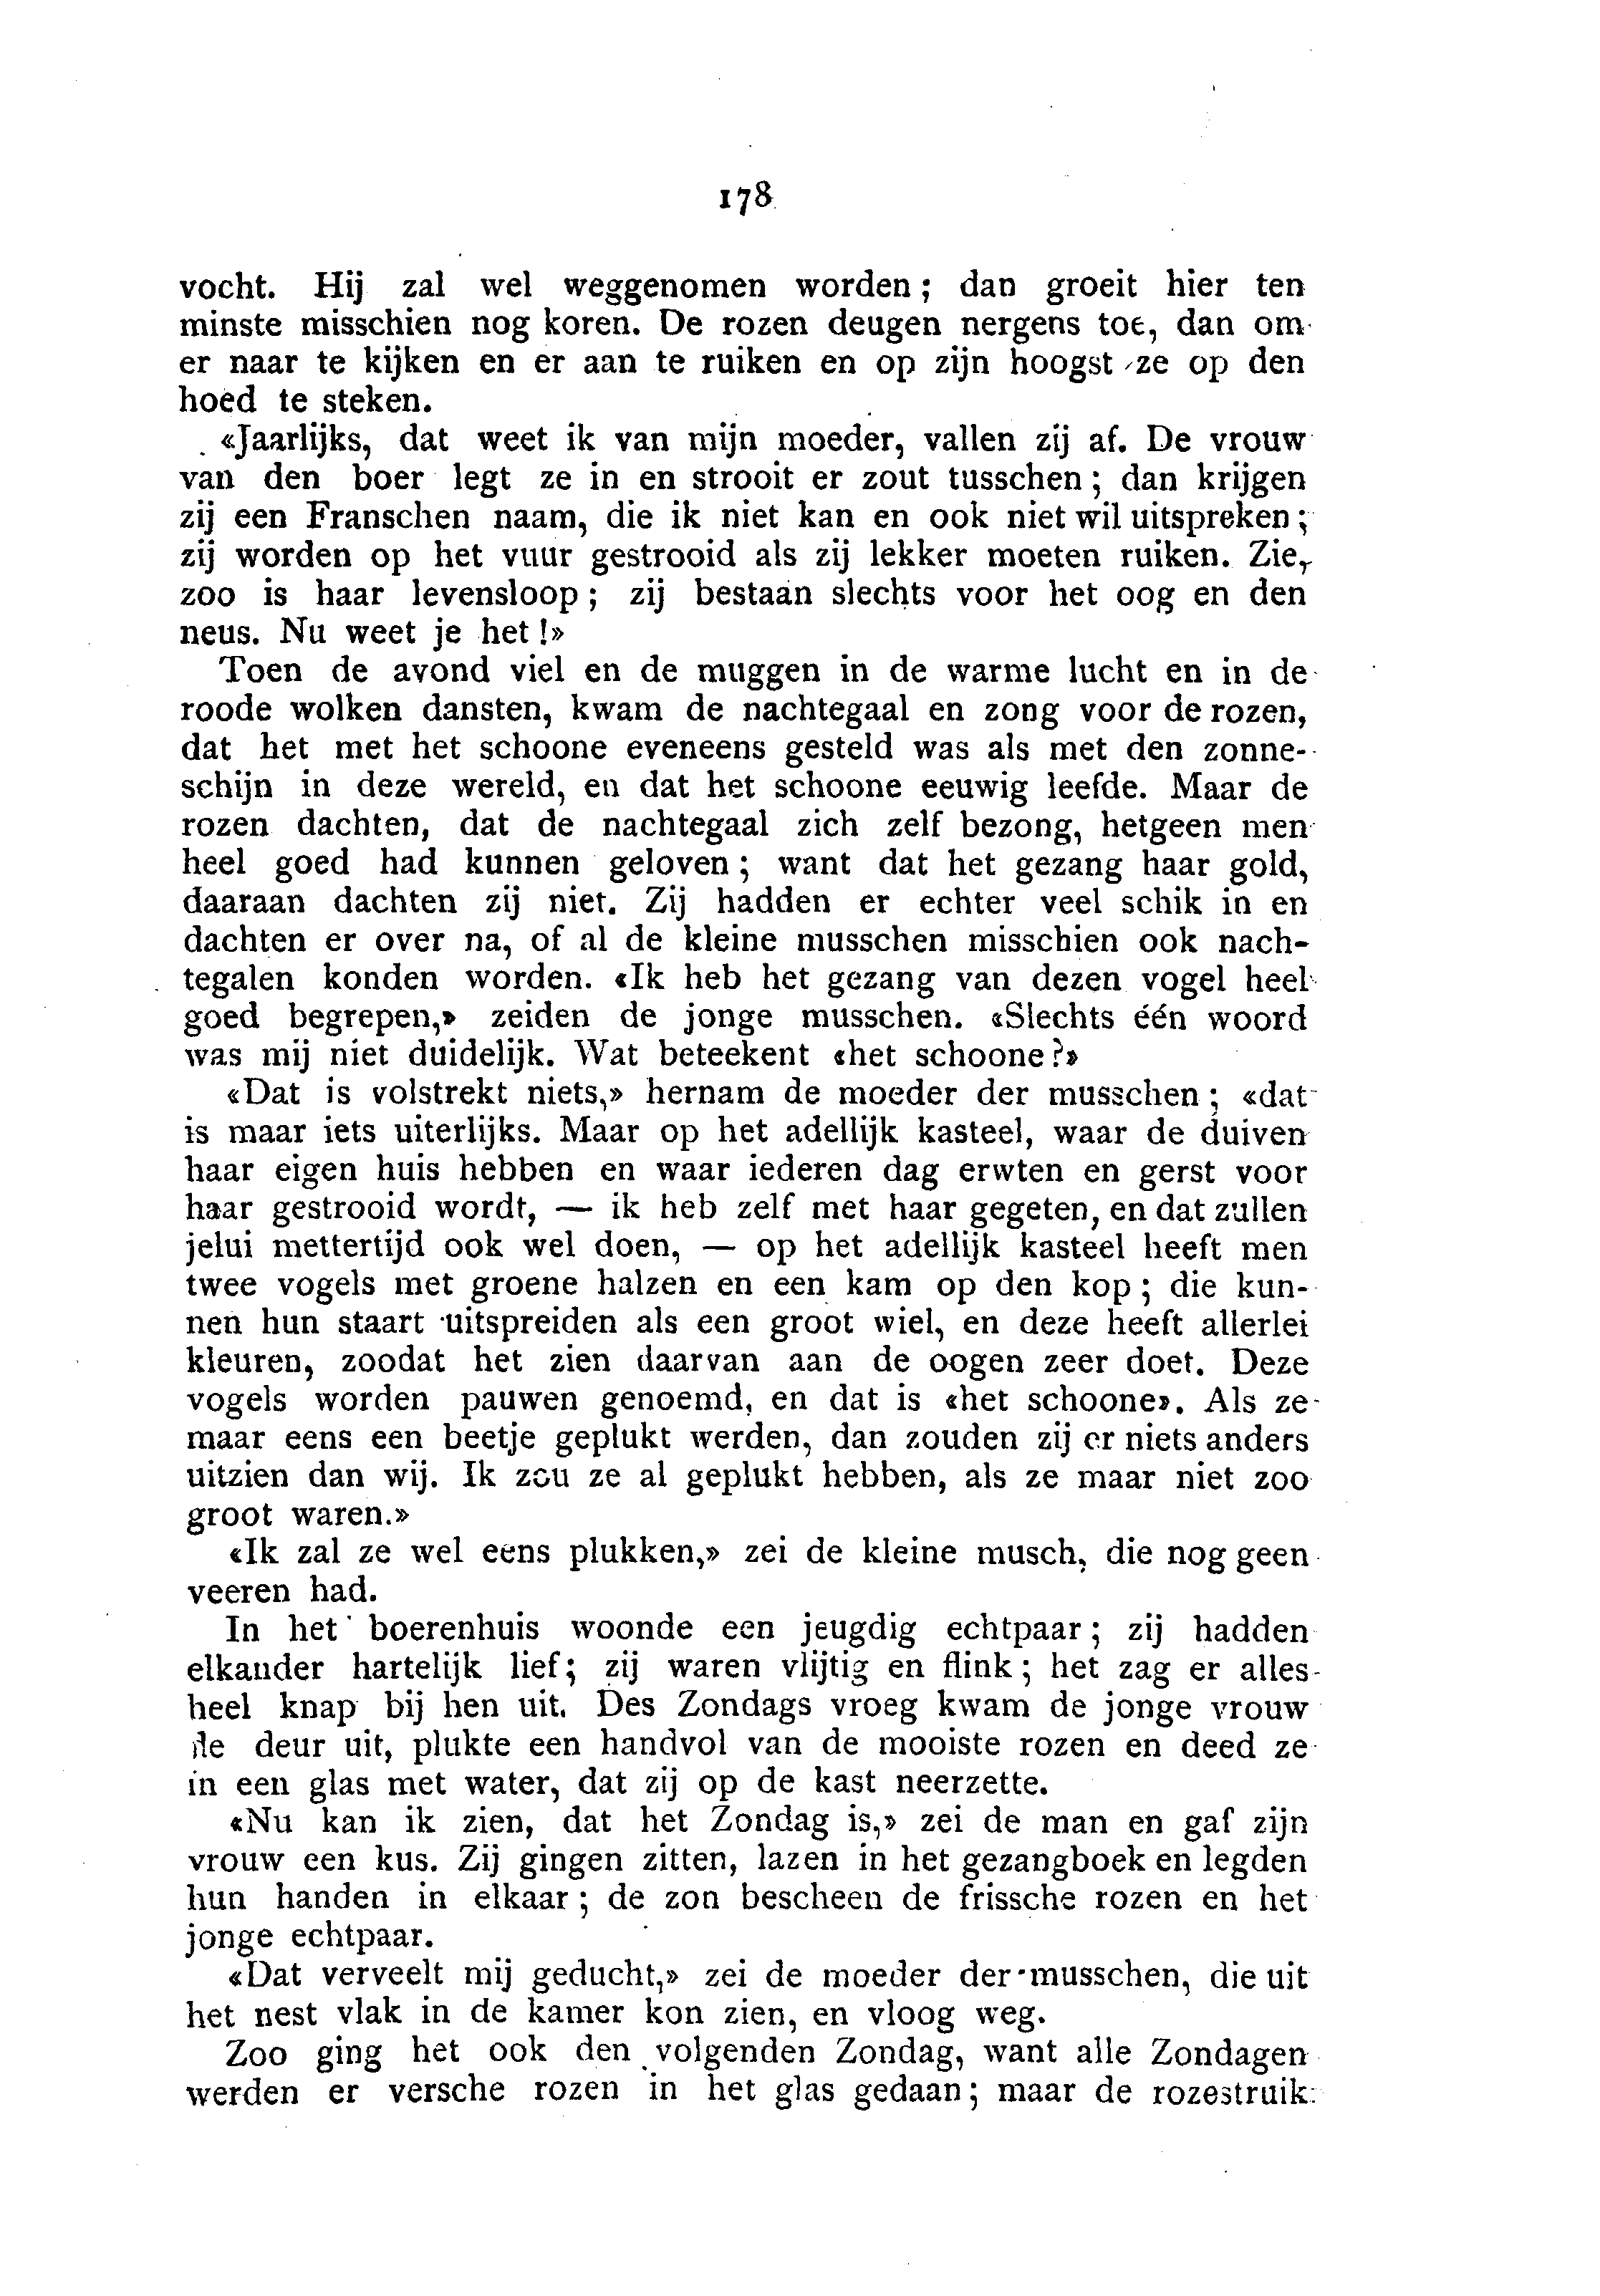 178
vocht. Hij zal wel weggenomen worden; dan groeit hier ten
minste misschien nog koren. De rozen deugen nergens toe, dan om
er naar te kijken en er aan te ruiken en op zijn hoogst ze op den
hoed te steken.
«Jaarlijks, dat weet ik van mijn moeder, vallen zij af. De vrouw
van den boer legt ze in en strooit er zout tusschen; dan krijgen
zij een Franschen naam, die ik niet kan en ook niet wil uitspreken;
zij worden op het vuur gestrooid als zij lekker moeten ruiken. Zie,
zoo is haar levensloop; zij bestaan slechts voor het oog en den
neus. Nu weet je het!»
Toen de avond viel en de muggen in de warme lucht en in de
roode wolken dansten, kwam de nachtegaal en zong voor de rozen,
dat het met het schoone eveneens gesteld was als met den zonne-
schijn in deze wereld, en dat het schoone eeuwig leefde. Maar de
rozen dachten, dat de nachtegaal zich zelf bezong, hetgeen men
heel goed had kunnen geloven; want dat het gezang haar gold,
daaraan dachten zij niet. Zij hadden er echter veel schik in en
dachten er over na, of al de kleine musschen misschien ook nach-
tegalen konden worden. «Ik heb het gezang van dezen vogel heel
goed begrepen,» zeiden de jonge musschen. «Slechts één woord
was mij niet duidelijk. Wat beteekent «het schoone?»
«Dat is volstrekt niets,» hernam de moeder der musschen; «dat
is maar iets uiterlijks. Maar op het adellijk kasteel, waar de duiven
haar eigen huis hebben en waar iederen dag erwten en gerst voor
haar gestrooid wordt, — ik heb zelf met haar gegeten, en dat zullen
jelui mettertijd ook wel doen, — op het adellijk kasteel heeft men
twee vogels met groene halzen en een kam op den kop; die kun-
nen hun staart uitspreiden als een groot wiel, en deze heeft allerlei
kleuren, zoodat het zien daarvan aan de oogen zeer doet. Deze
vogels worden pauwen genoemd, en dat is «het schoone». Als ze
maar eens een beetje geplukt werden, dan zouden zij er niets anders
uitzien dan wij. Ik zou ze al geplukt hebben, als ze maar niet zoo
groot waren.»
«Ik zal ze wel eens plukken,» zei de kleine musch, die nog geen
veeren had.
In het boerenhuis woonde een jeugdig echtpaar; zij hadden
elkander hartelijk lief; zij waren vlijtig en flink; het zag er alles
heel knap bij hen uit. Des Zondags vroeg kwam de jonge vrouw
de deur uit, plukte een handvol van de mooiste rozen en deed ze
in een glas met water, dat zij op de kast neerzette.
«Nu kan ik zien, dat het Zondag is,» zei de man en gaf zijn
vrouw een kus. Zij gingen zitten, lazen in het gezangboek en legden
hun handen in elkaar; de zon bescheen de frissche rozen en het
jonge echtpaar.
«Dat verveelt mij geducht,» zei de moeder der musschen, die uit
het nest vlak in de kamer kon zien, en vloog weg.
Zoo ging het ook den volgenden Zondag, want alle Zondagen
werden er versche rozen in het glas gedaan; maar de rozestruik